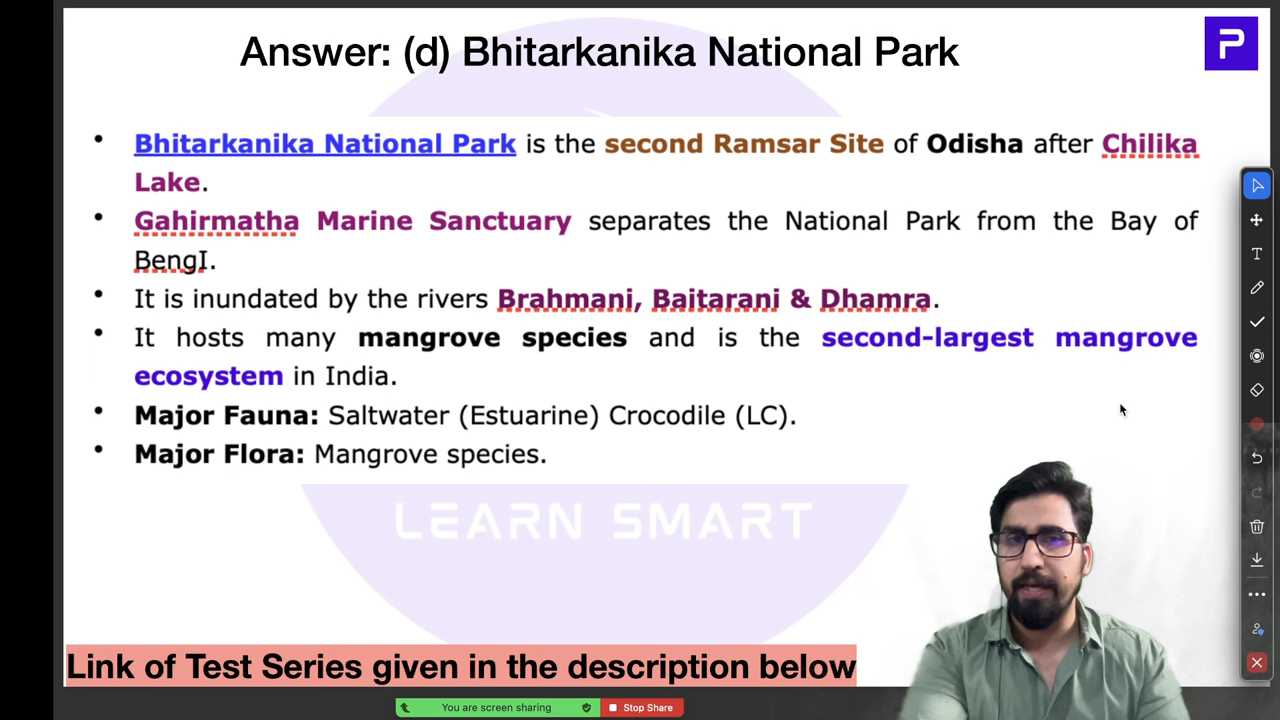 Answer: (d) Bhitarkanika National Park
P
• Bhitarkanika National Park is the second Ramsar Site of Odisha after Chilika
Lake.
• Gahirmatha Marine Sanctuary separates the National Park from the Bay of
BengI.
• It is inundated by the rivers Brahmani, Baitarani & Dhamra.
• It hosts many mangrove species and is the second-largest mangrove
ecosystem in India.
• Major Fauna: Saltwater (Estuarine) Crocodile (LC).
• Major Flora: Mangrove species.
LEARN SMART
Link of Test Series given in the description below
You are screen sharing
Stop Share
T